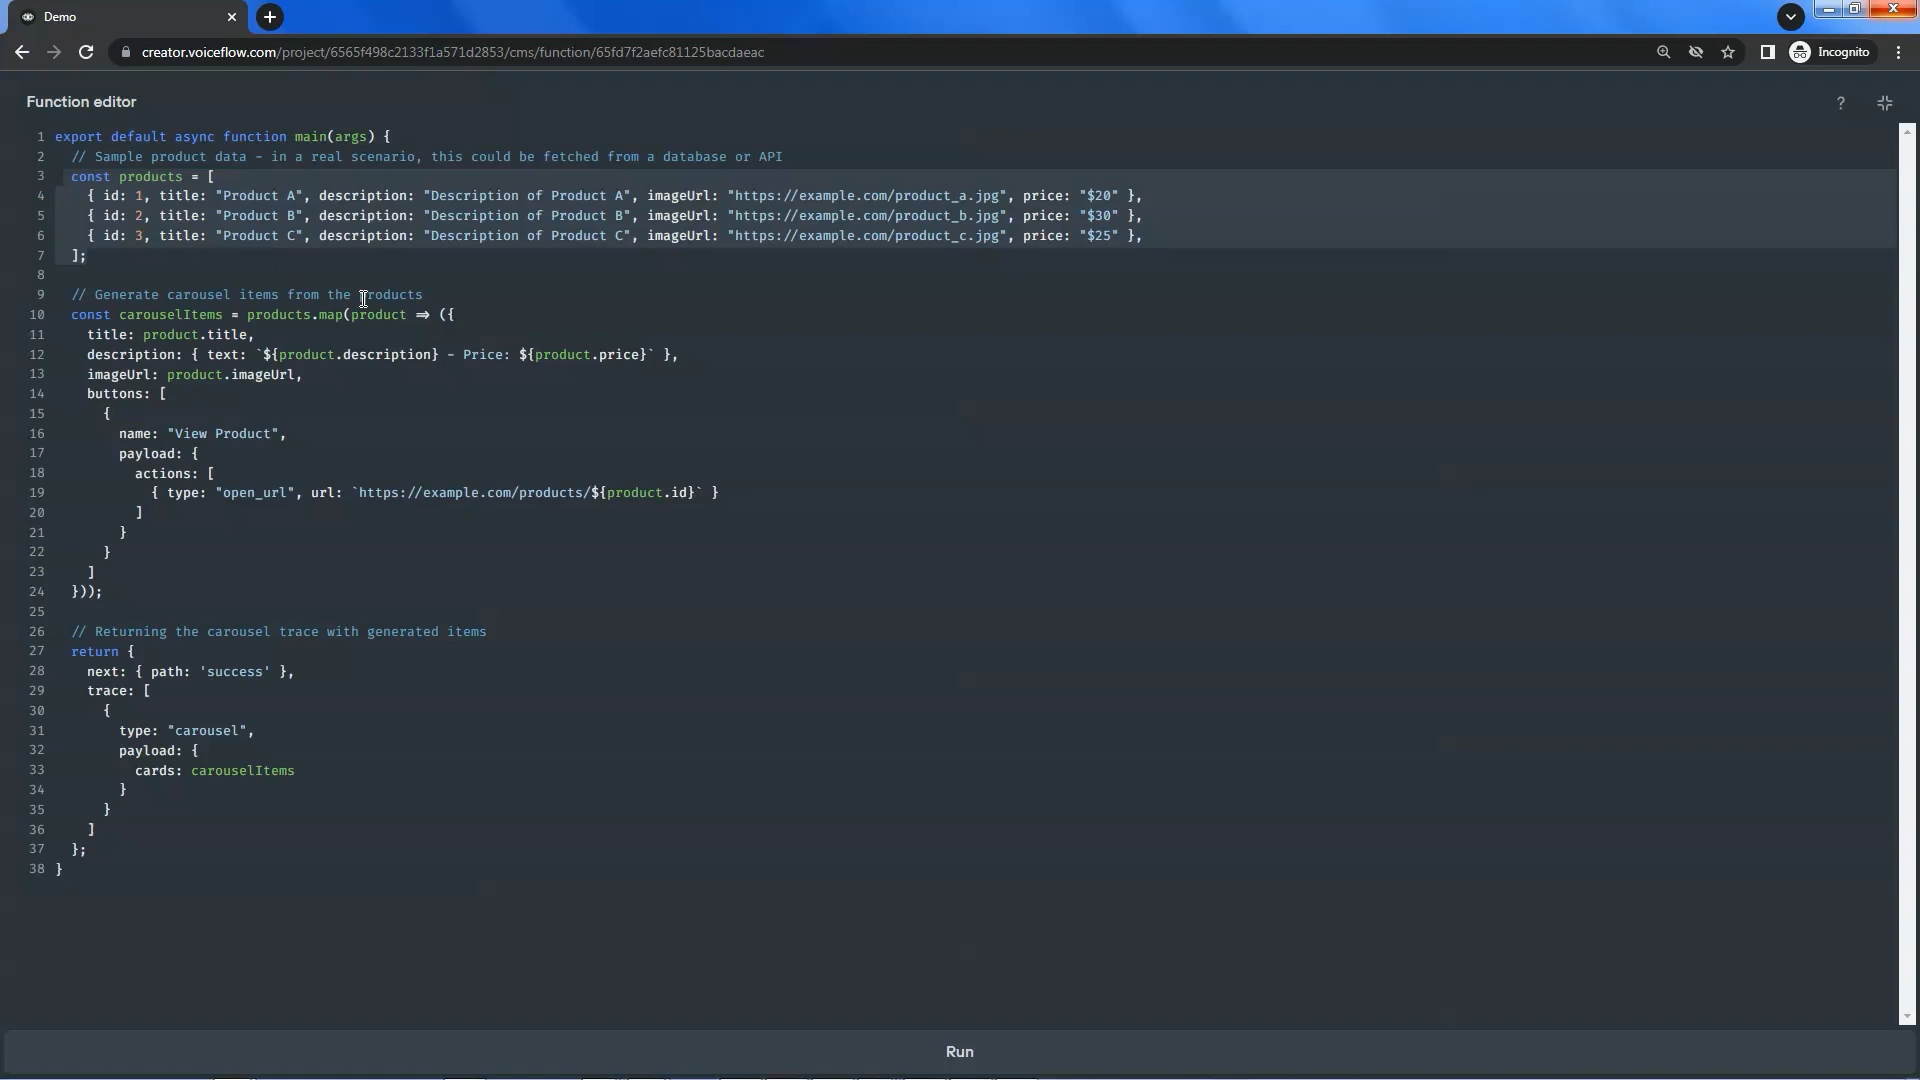 Demo
creator.voiceflow.com/project/6565f498c2133f1a571d2853/cms/function/65fd7f2aefc81125bacdaeac
Incognito
Function editor
?
1 export default async function main(args) {
2 // Sample product data - in a real scenario, this could be fetched from a database or API
3 const products = [
4 { id: 1, title: "Product A", description: "Description of Product A", imageUrl: "https://example.com/product_a.jpg", price: "$20" },
5 { id: 2, title: "Product B", description: "Description of Product B", imageUrl: "https://example.com/product_b.jpg", price: "$30" },
6 { id: 3, title: "Product C", description: "Description of Product C", imageUrl: "https://example.com/product_c.jpg", price: "$25" },
7 ];
8
9 // Generate carousel items from the products
10 const carouselItems = products.map(product => ({
11 title: product.title,
12 description: { text: `${product.description} - Price: ${product.price}` },
13 imageUrl: product.imageUrl,
14 buttons: [
15 {
16 name: "View Product",
17 payload: {
18 actions: [
19 { type: "open_url", url: `https://example.com/products/${product.id}` }
20 ]
21 }
22 }
23 ]
24 }));
25
26 // Returning the carousel trace with generated items
27 return {
28 next: { path: 'success' },
29 trace: [
30 {
31 type: "carousel",
32 payload: {
33 cards: carouselItems
34 }
35 }
36 ]
37 };
38 }
Run